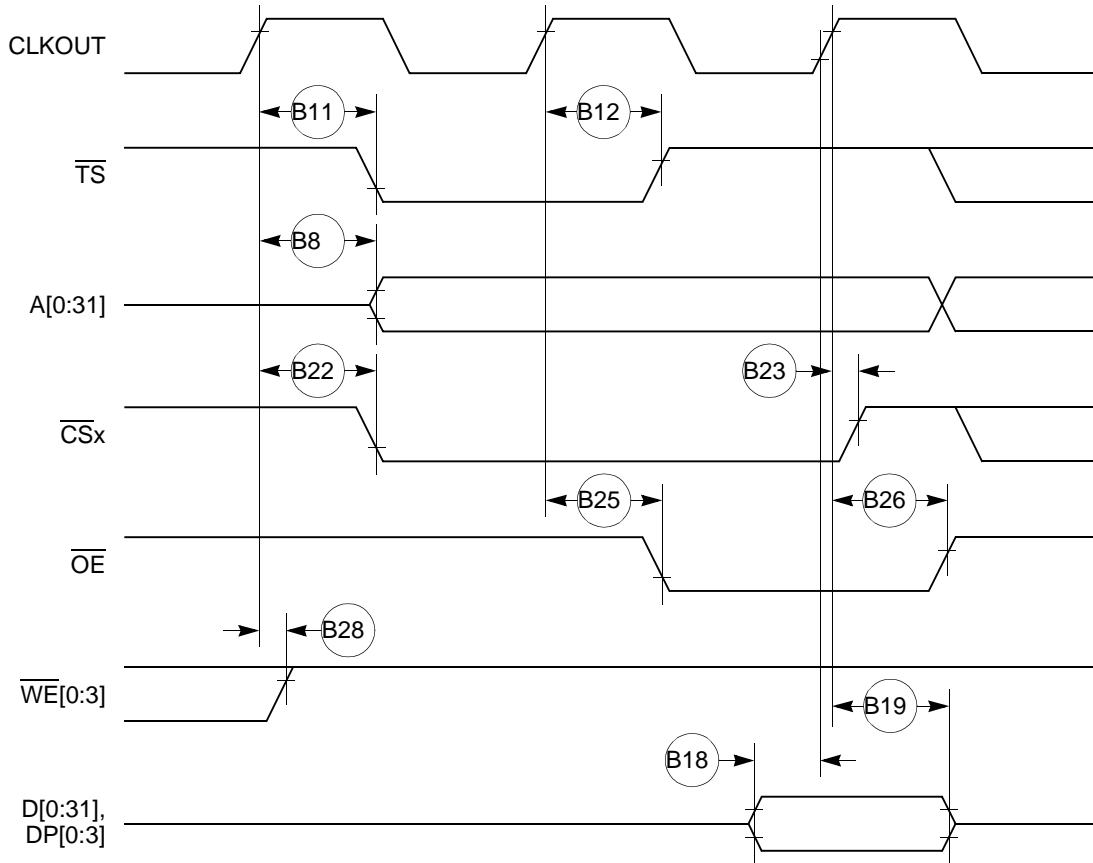 CLKOUT
B11
B12
TS
B8
A[0:31]
B22
B23
CSx
B25
B26
OE
B28
WE[0:3]
B19
B18
D[0:31],
DP[0:3]